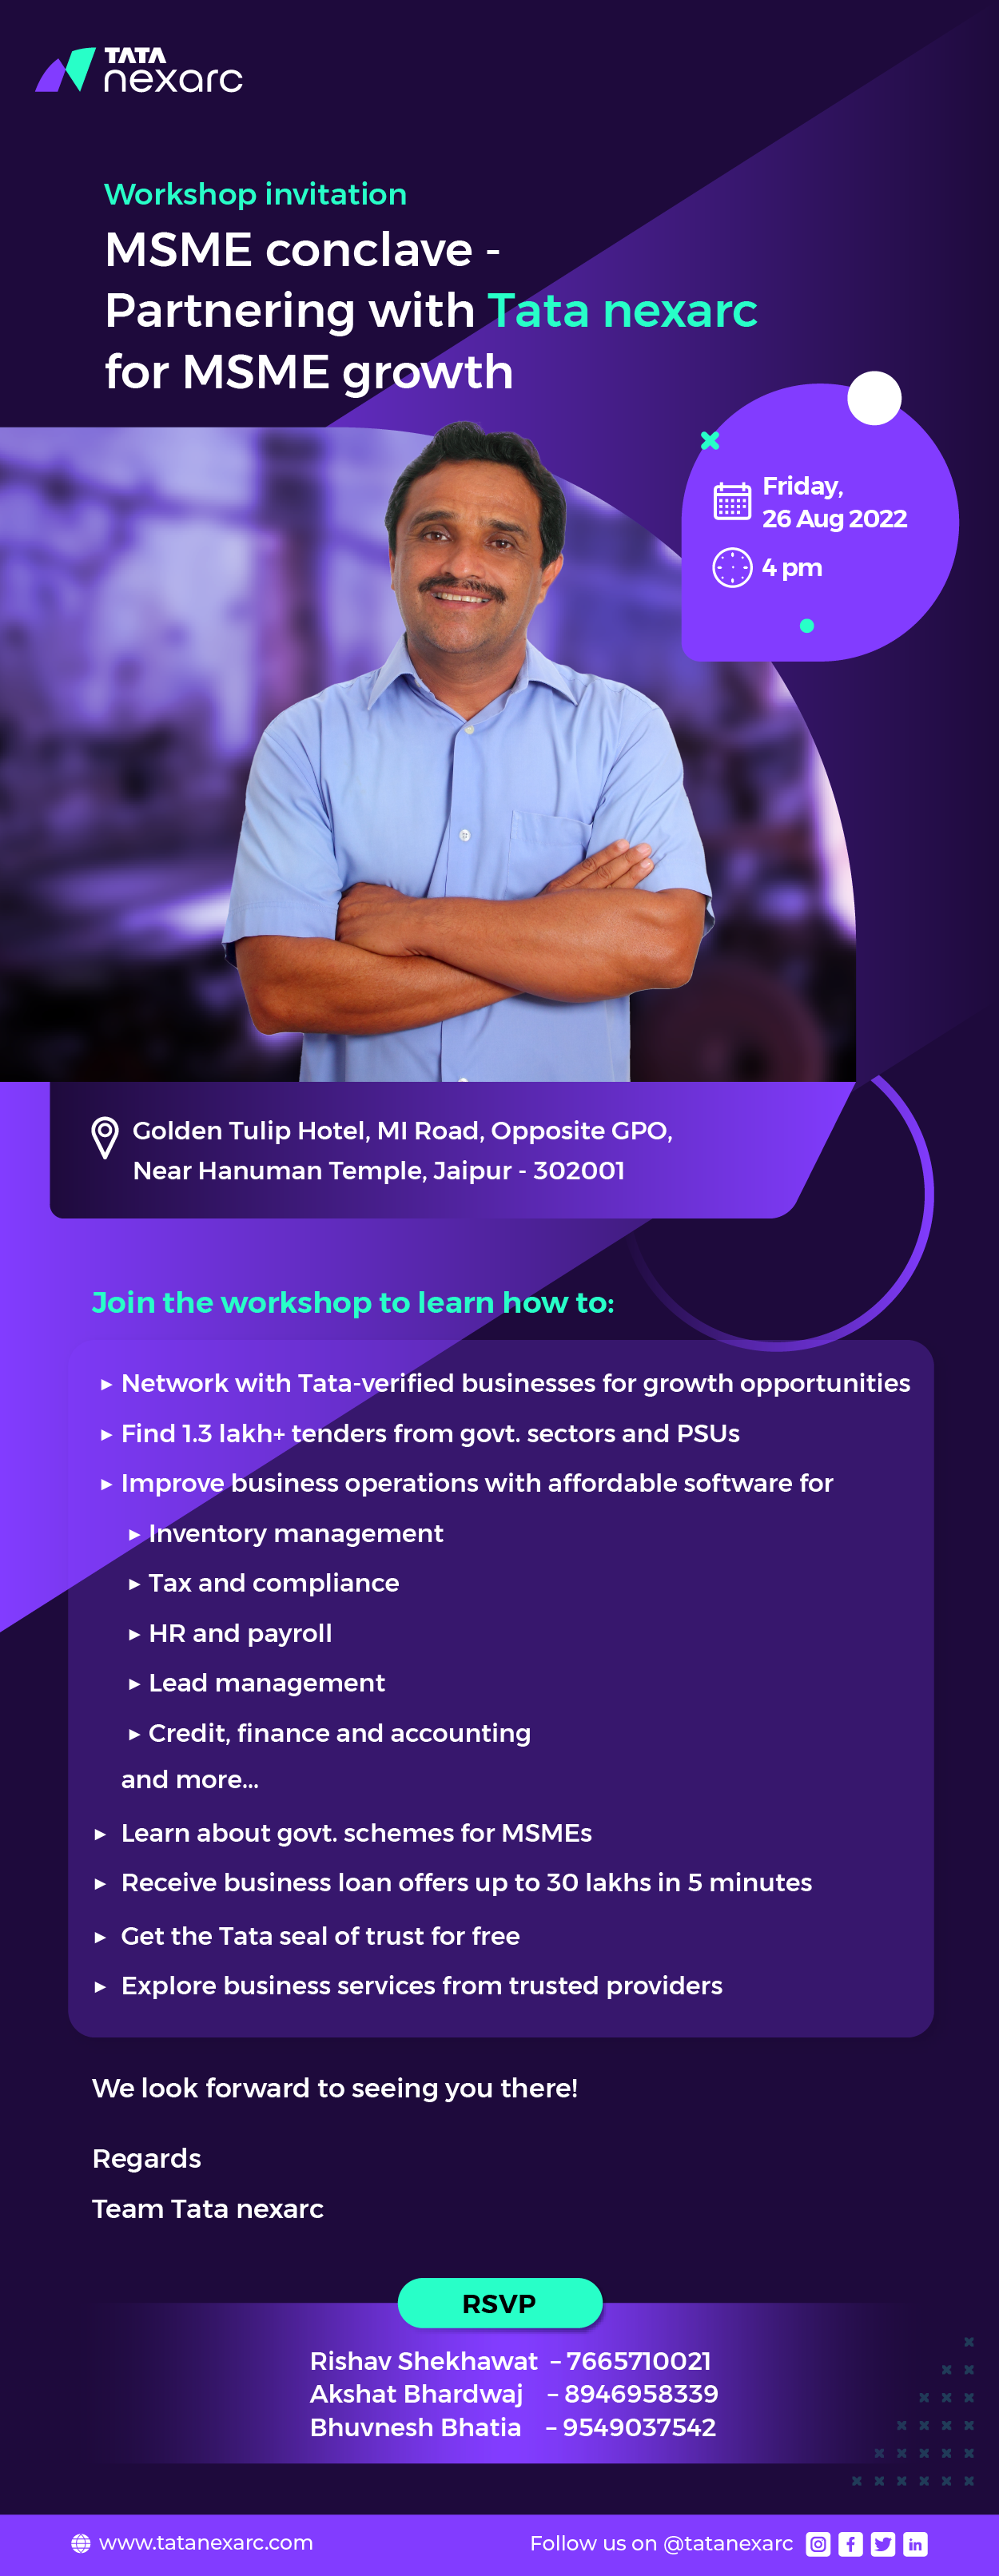 TATA
nexarc
Workshop invitation
MSME conclave -
Partnering with Tata nexarc
for MSME growth
Friday,
26 Aug 2022
4 pm
Golden Tulip Hotel, MI Road, Opposite GPO,
Near Hanuman Temple, Jaipur - 302001
Join the workshop to learn how to:
▸ Network with Tata-verified businesses for growth opportunities
▸ Find 1.3 lakh+ tenders from govt. sectors and PSUs
▸ Improve business operations with affordable software for
▸ Inventory management
▸ Tax and compliance
▸ HR and payroll
▸ Lead management
▸ Credit, finance and accounting
and more...
▸ Learn about govt. schemes for MSMEs
▸ Receive business loan offers up to 30 lakhs in 5 minutes
▸ Get the Tata seal of trust for free
▸ Explore business services from trusted providers
We look forward to seeing you there!
Regards
Team Tata nexarc
RSVP
Rishav Shekhawat – 7665710021
Akshat Bhardwaj – 8946958339
Bhuvnesh Bhatia – 9549037542
www.tatanexarc.com
Follow us on @tatanexarc